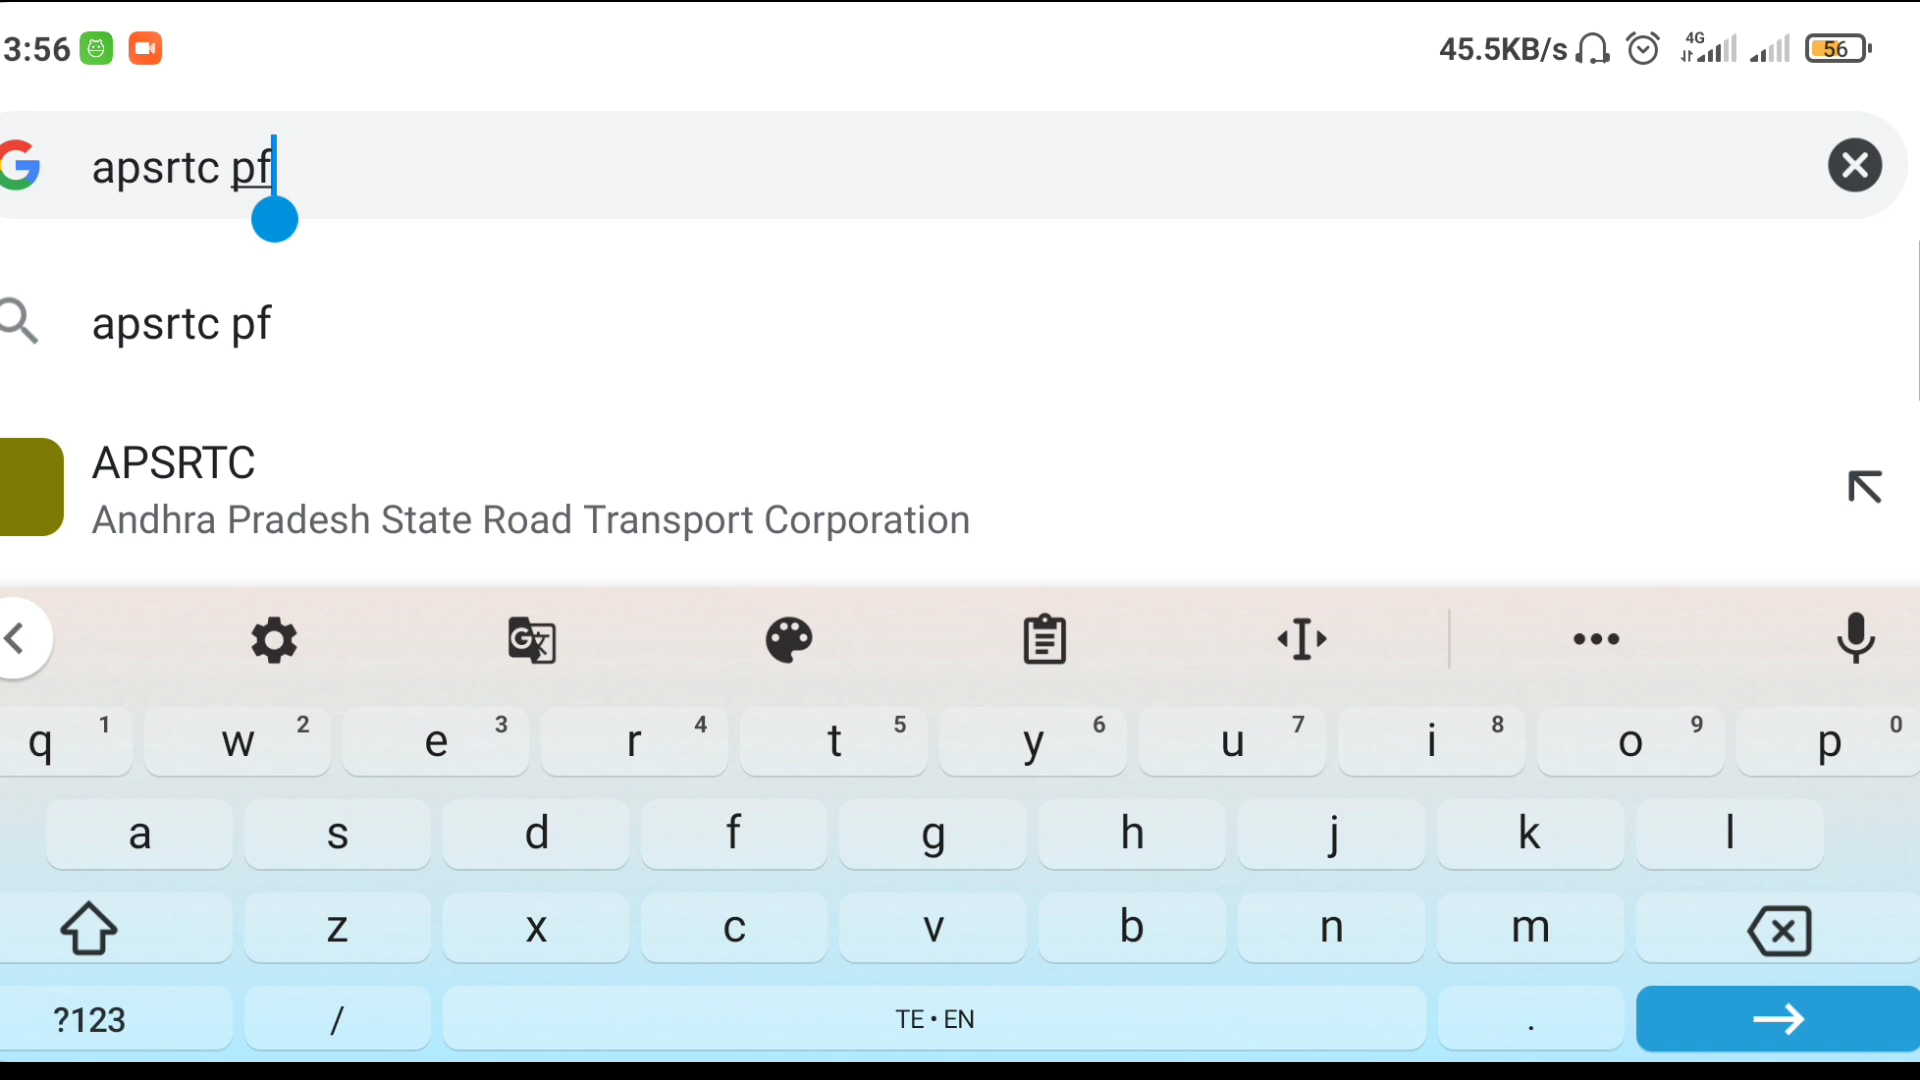 3:56 45.5KB/s 4G 56
apsrtc pf
apsrtc pf
APSRTC
Andhra Pradesh State Road Transport Corporation
q 1 w 2 e 3 r 4 t 5 y 6 u 7 i 8 o 9 p 0
a s d f g h j k l
z x c v b n m
?123 / TE • EN .